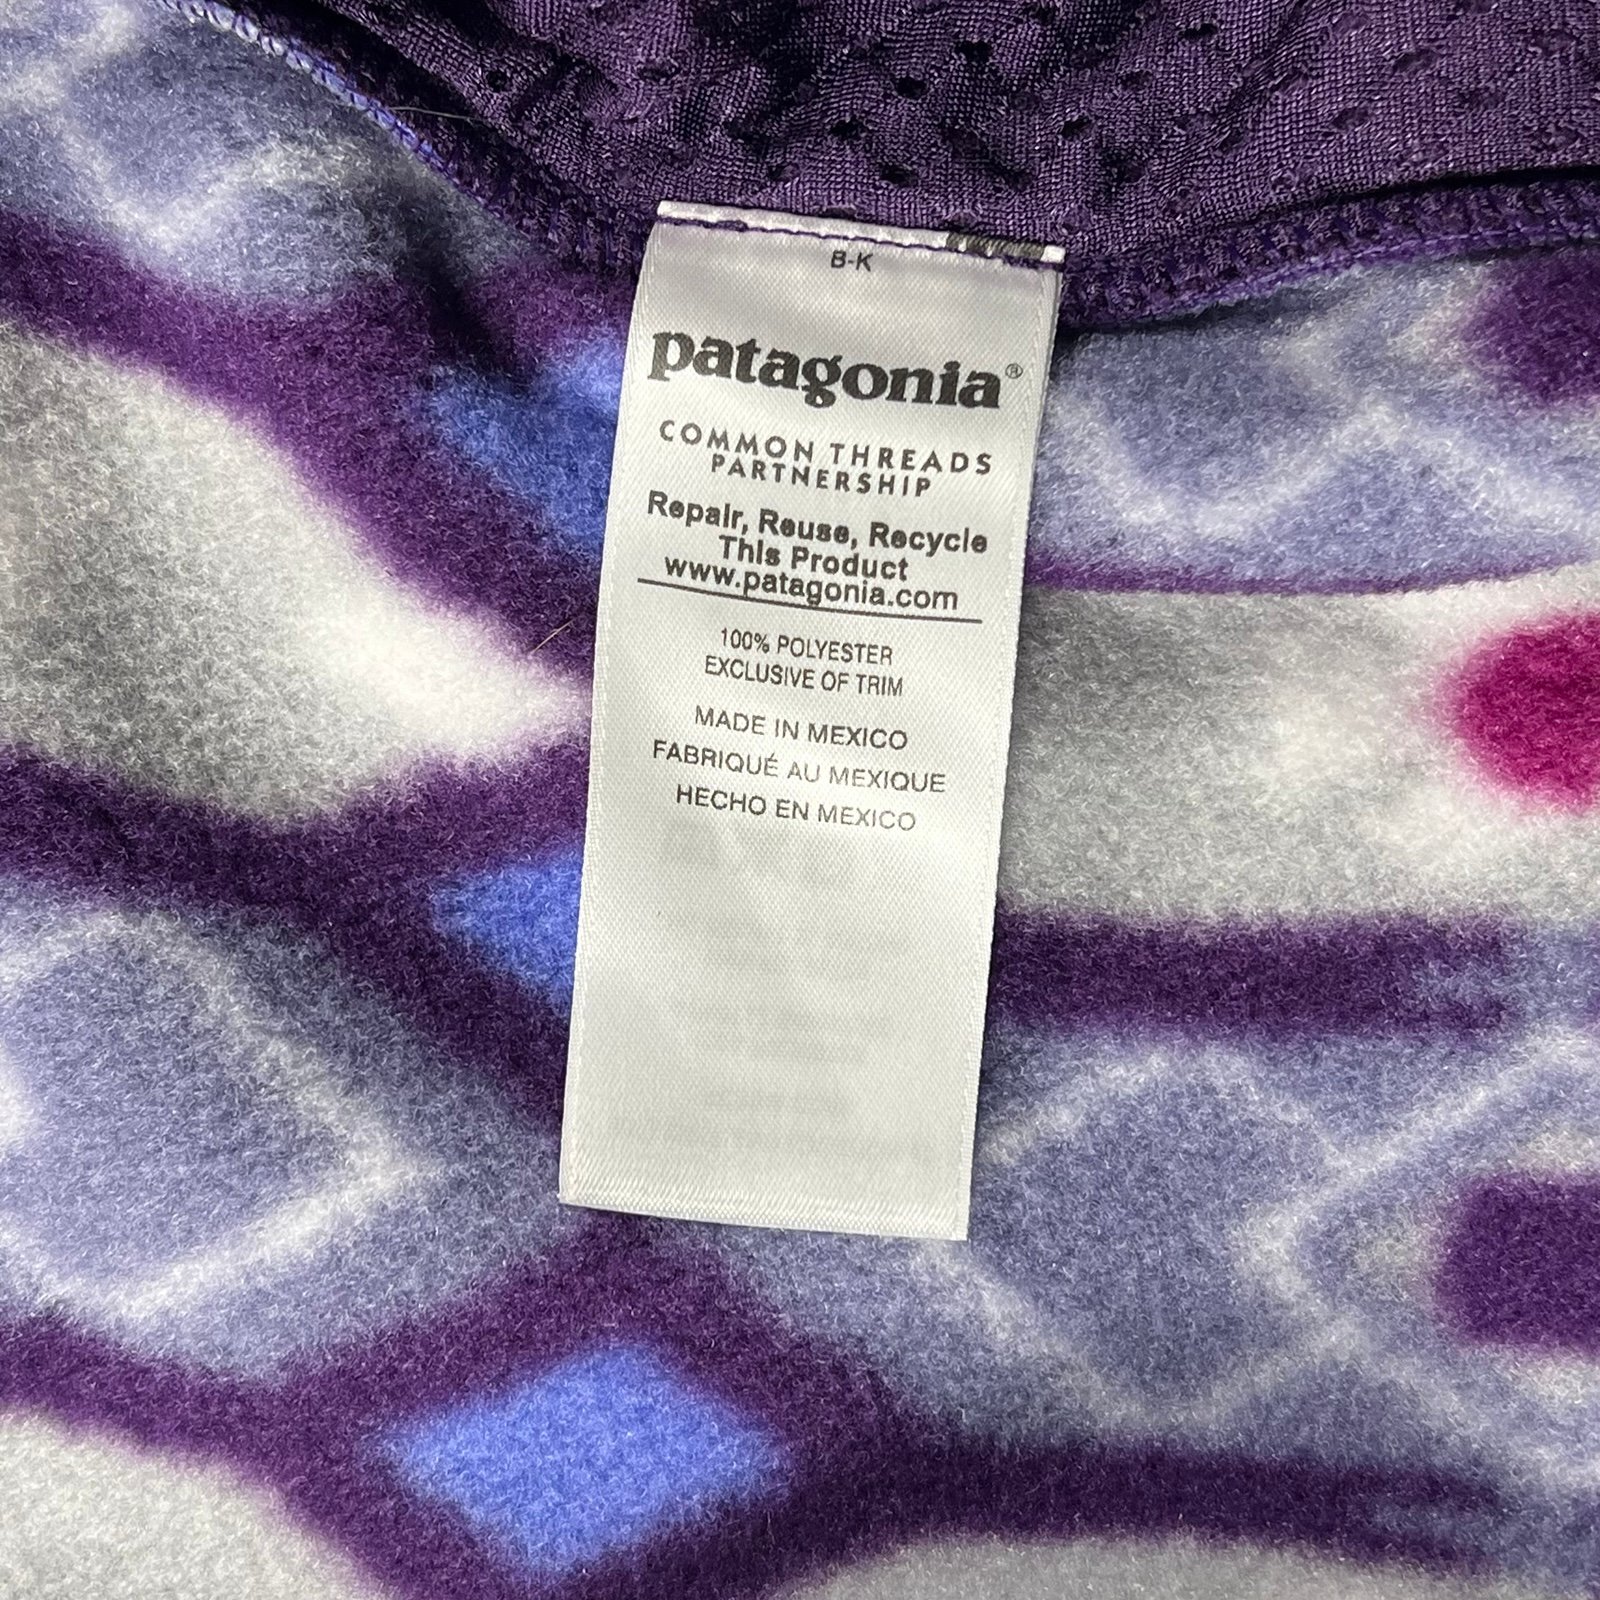 B-K
patagonia®
COMMON THREADS
PARTNERSHIP
Repair, Reuse, Recycle
This Product
www.patagonia.com
100% POLYESTER
EXCLUSIVE OF TRIM
MADE IN MEXICO
FABRIQUÉ AU MEXIQUE
HECHO EN MEXICO